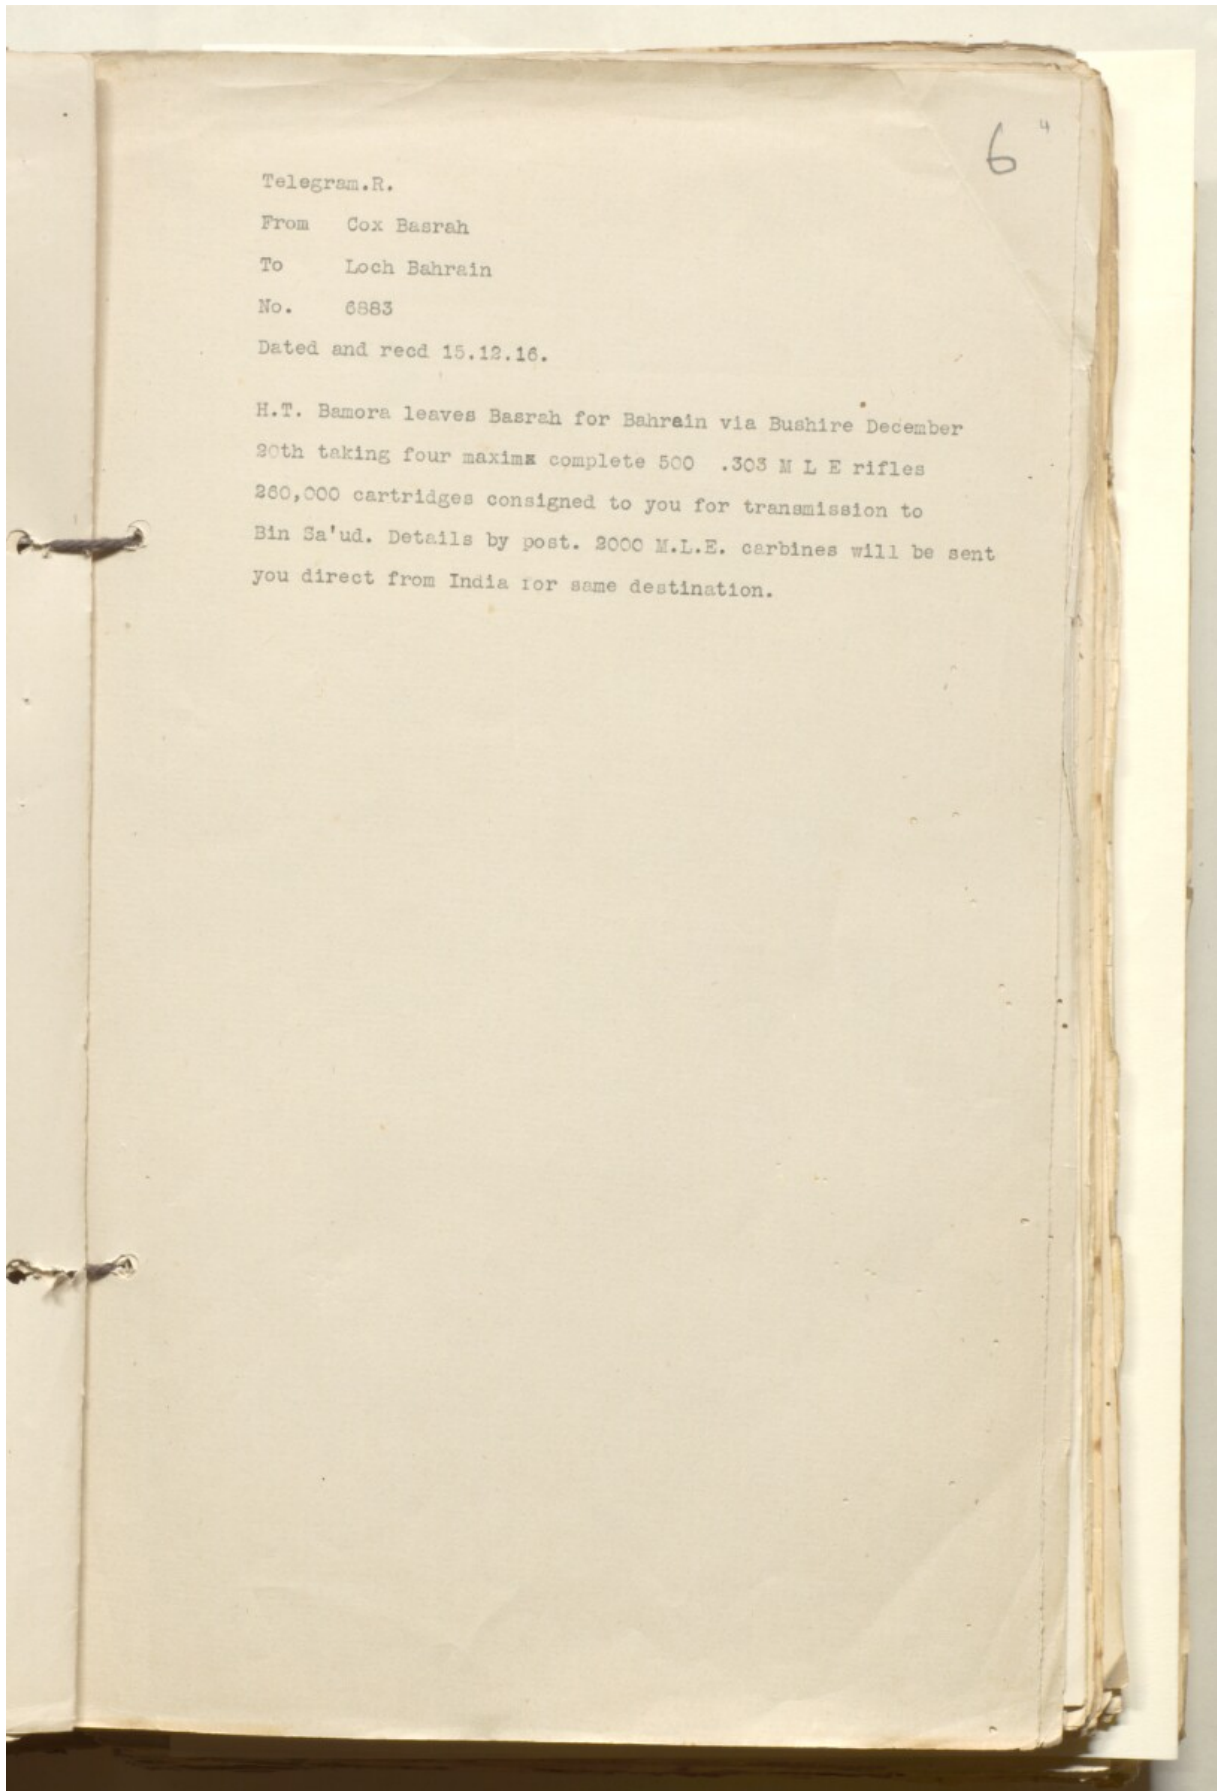 6 4
Telegram.R.
From Cox Basrah
To Loch Bahrain
No. 6883
Dated and recd 15.12.16.
H.T. Bamora leaves Basrah for Bahrain via Bushire December
20th taking four maxims complete 500 .303 M L E rifles
260,000 cartridges consigned to you for transmission to
Bin Sa'ud. Details by post. 2000 M.L.E. carbines will be sent
you direct from India for same destination.